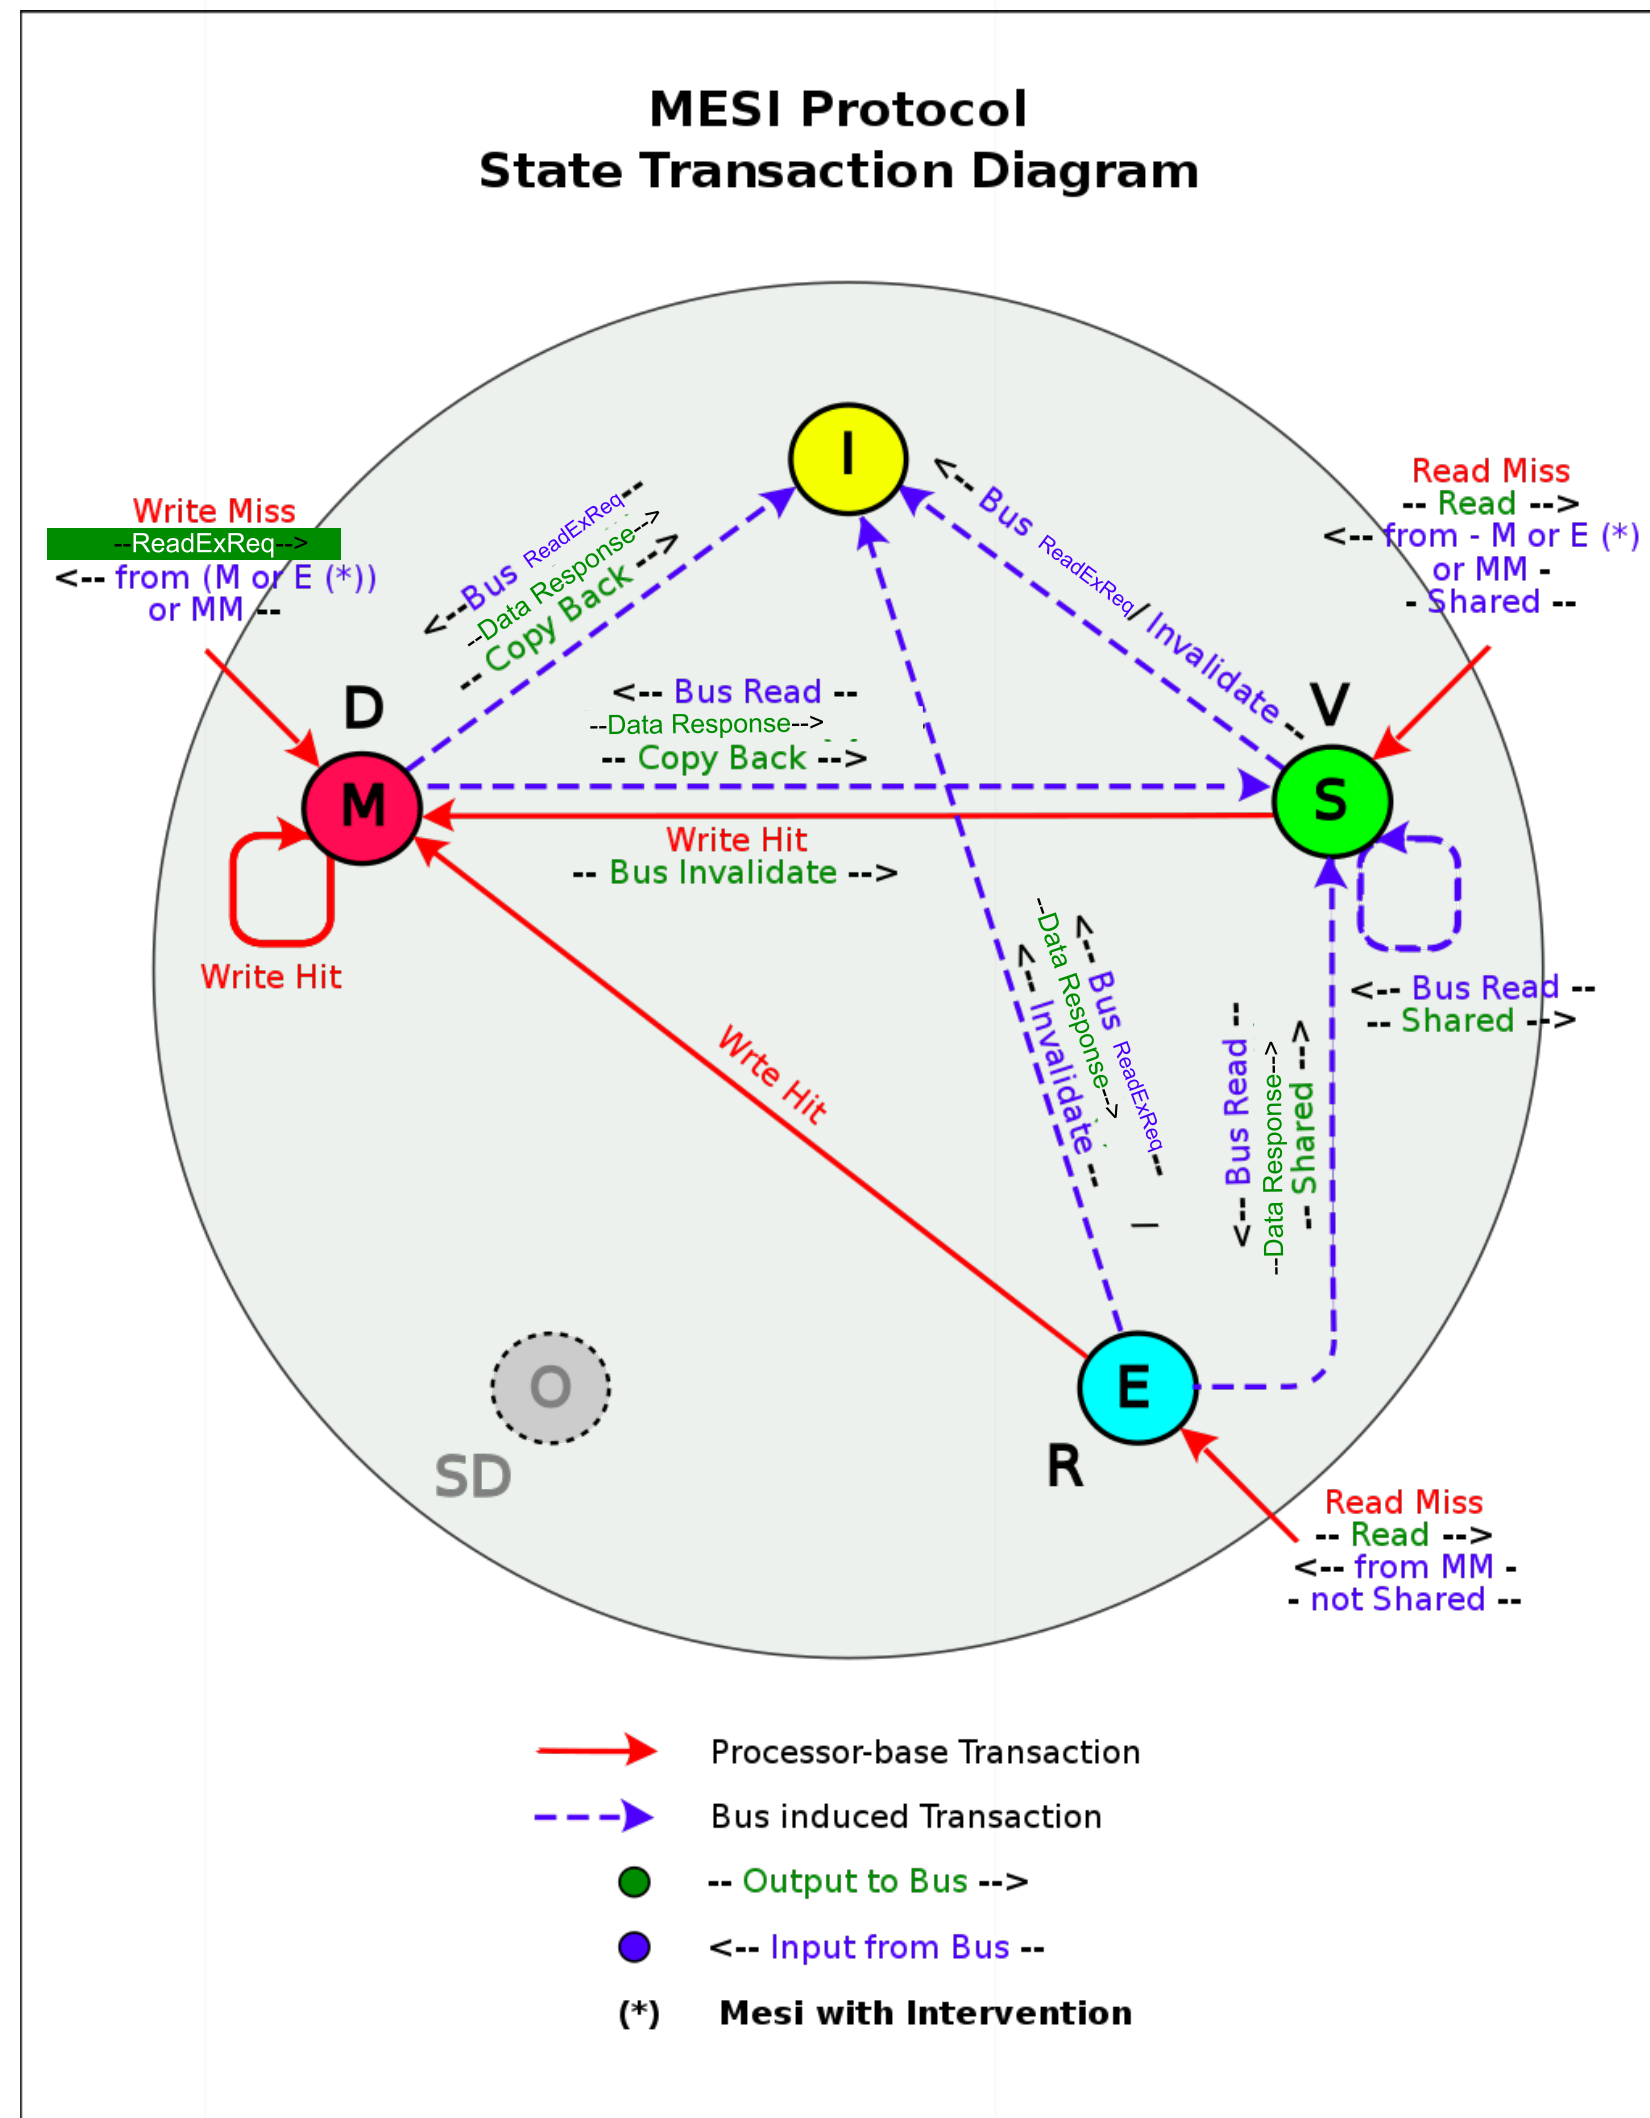 MESI Protocol
State Transaction Diagram
I
Write Miss
--ReadExReq-->
<-- from (M or E (*))
or MM --
Read Miss
-- Read -->
<-- from - M or E (*)
or MM -
- Shared --
<--Bus ReadExReq--
--Data Response-->
-- Copy Back -->
<-- Bus ReadExReq/ Invalidate --
D
M
V
S
<-- Bus Read --
--Data Response-->
-- Copy Back -->
Write Hit
-- Bus Invalidate -->
Write Hit
Wrte Hit
<-- Invalidate --
--Data Response-->
<-- Bus ReadExReq--
|
<-- Bus Read --
--Data Response-->
-- Shared -->
<-- Bus Read --
-- Shared -->
O
SD
E
R
Read Miss
-- Read -->
<-- from MM -
- not Shared --
Processor-base Transaction
Bus induced Transaction
-- Output to Bus -->
<-- Input from Bus --
(*) Mesi with Intervention